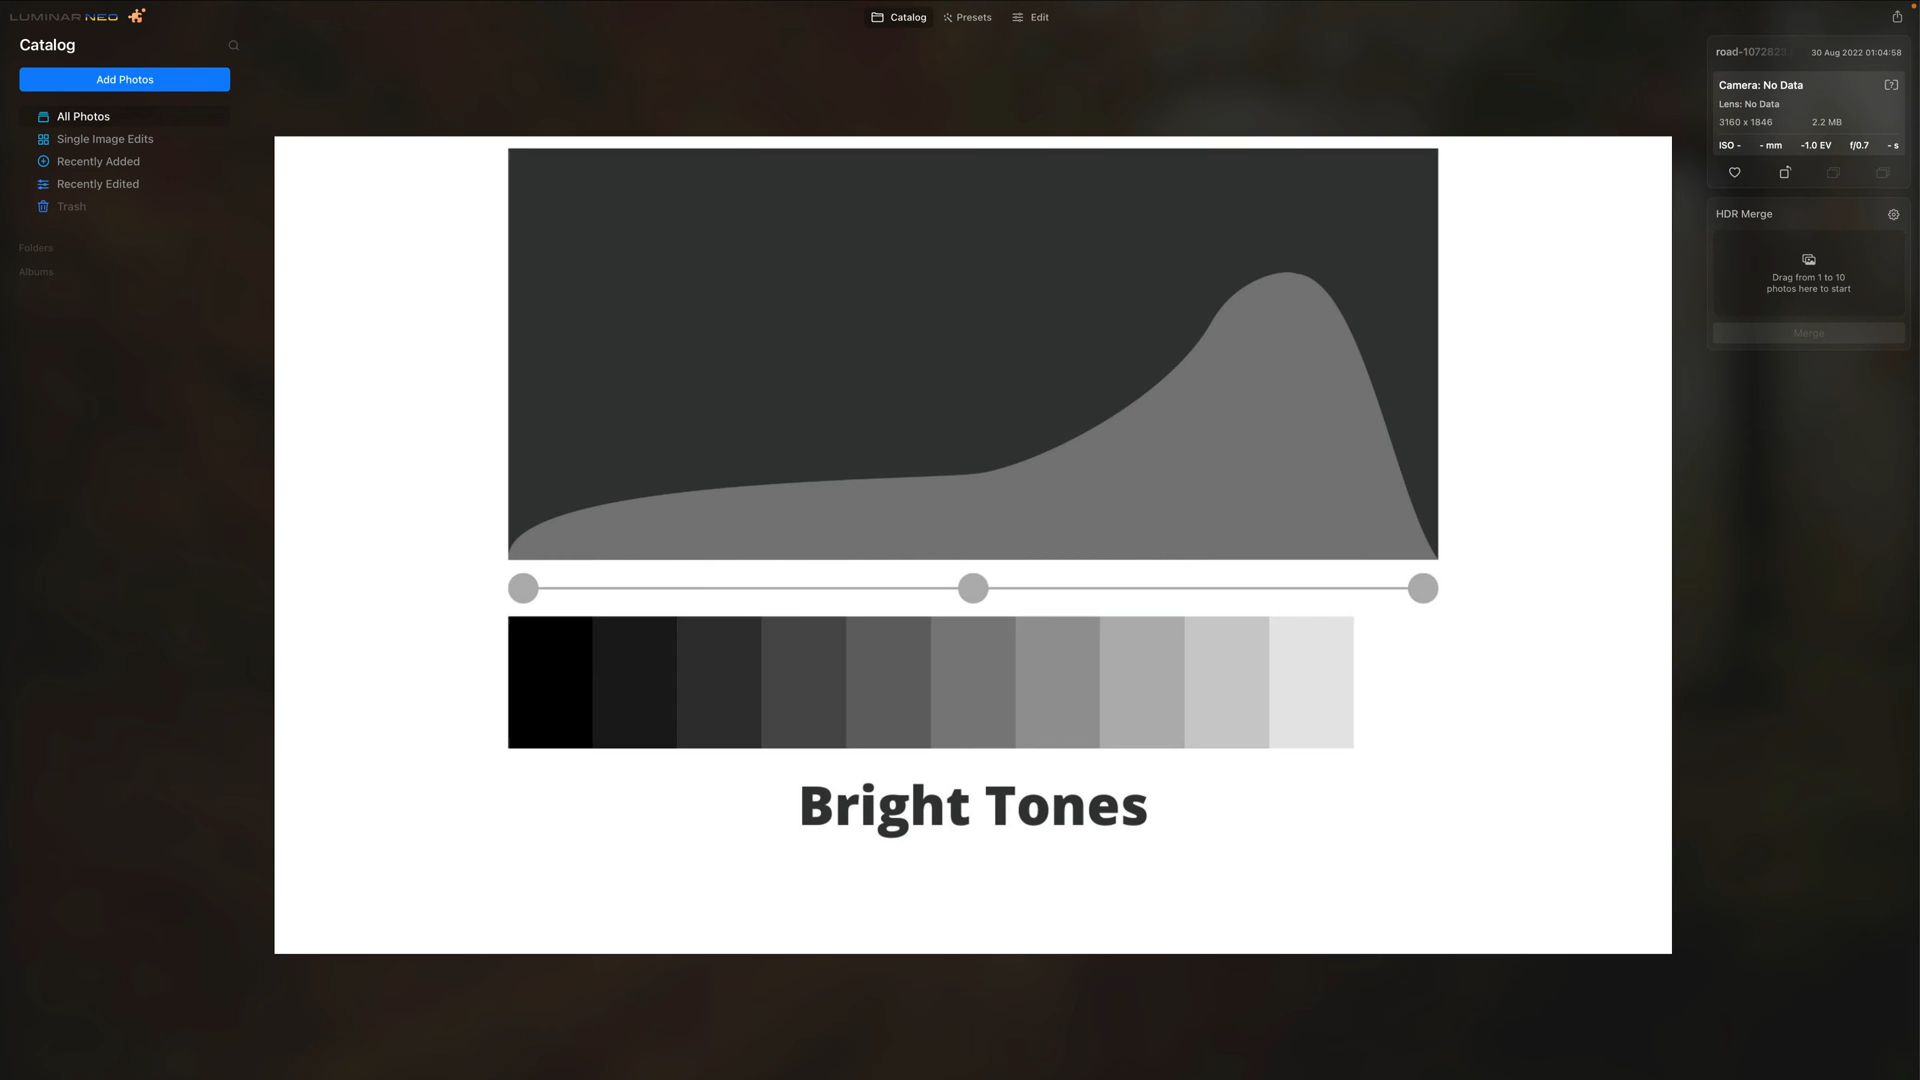 LUMINAR NEO
Catalog
Presets
Edit
Catalog
Add Photos
All Photos
Single Image Edits
Recently Added
Recently Edited
Trash
Folders
Albums
road-1072823
30 Aug 2022 01:04:58
Camera: No Data
Lens: No Data
3160 x 1846
2.2 MB
ISO -
- mm
-1.0 EV
f/0.7
- s
HDR Merge
Drag from 1 to 10
photos here to start
Merge
Bright Tones